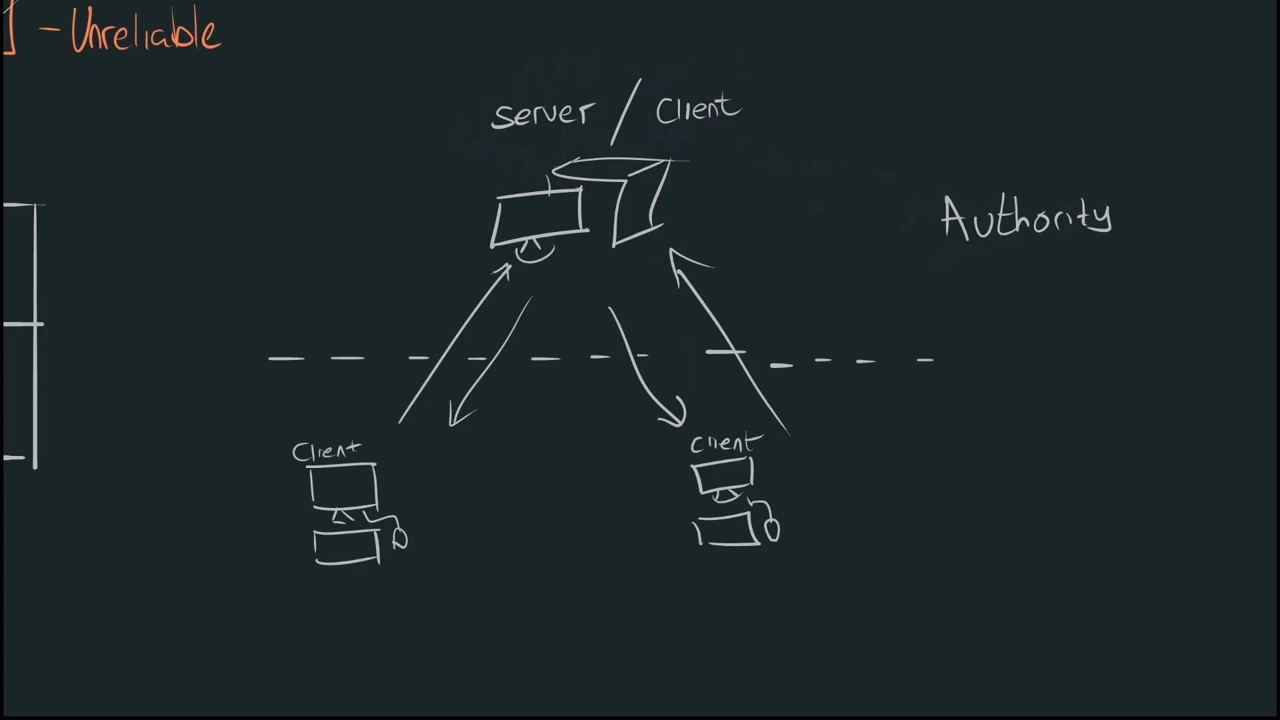 - Unreliable
Server / Client
Authority
Client
Client